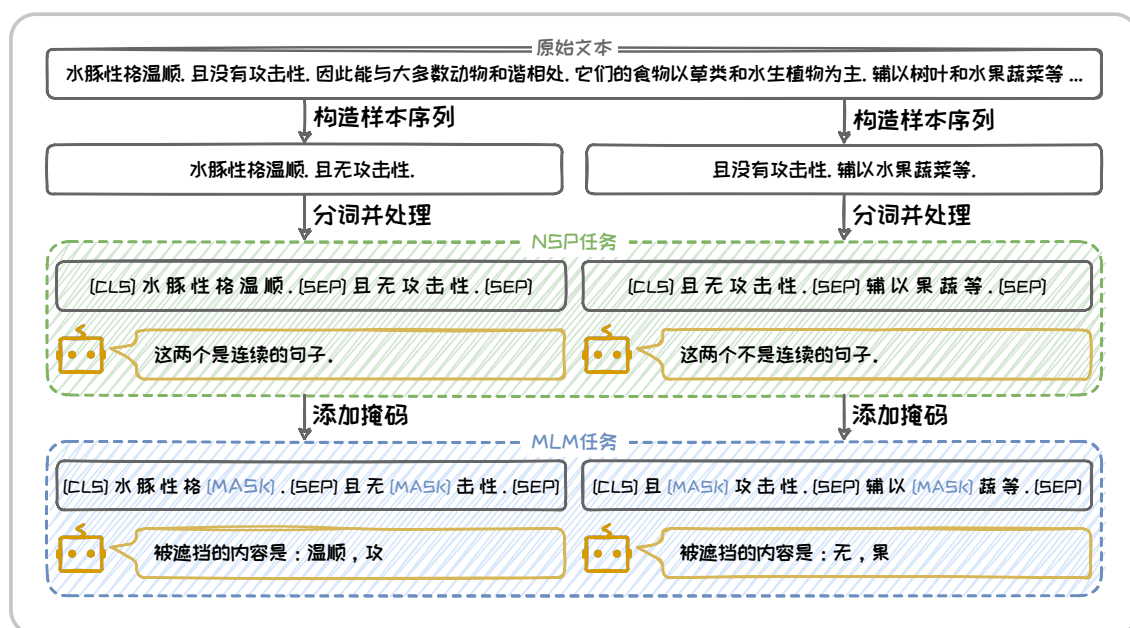 原始文本
水豚性格温顺.且没有攻击性.因此能与大多数动物和谐相处.它们的食物以草类和水生植物为主.辅以树叶和水果蔬菜等 ...
构造样本序列
构造样本序列
水豚性格温顺.且无攻击性.
且没有攻击性.辅以水果蔬菜等.
分词并处理
分词并处理
NSP任务
[CLS] 水 豚 性 格 温 顺 . [SEP] 且 无 攻 击 性 . [SEP]
[CLS] 且 无 攻 击 性 . [SEP] 辅 以 果 蔬 等 . [SEP]
这两个是连续的句子.
这两个不是连续的句子.
添加掩码
添加掩码
MLM任务
[CLS] 水 豚 性 格 [MASK] . [SEP] 且 无 [MASK] 击 性 . [SEP]
[CLS] 且 [MASK] 攻 击 性 . [SEP] 辅 以 [MASK] 蔬 等 . [SEP]
被遮挡的内容是：温顺，攻
被遮挡的内容是：无，果